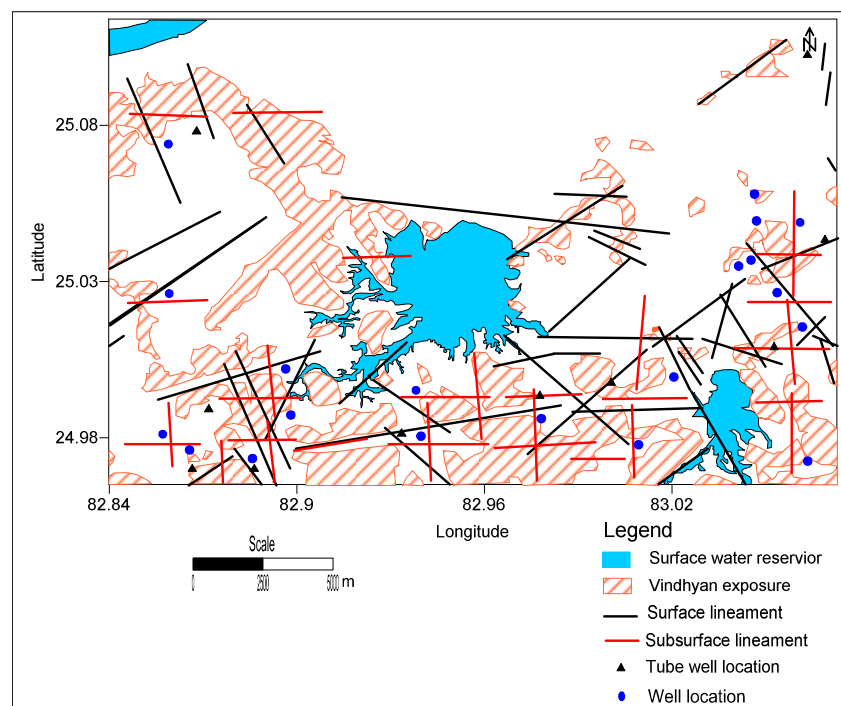 N
25.08
25.03
24.98
Latitude
82.84 82.9 82.96 83.02
Longitude
Scale
0 2500 5000 m
Legend
Surface water reservior
Vindhyan exposure
Surface lineament
Subsurface lineament
Tube well location
Well location